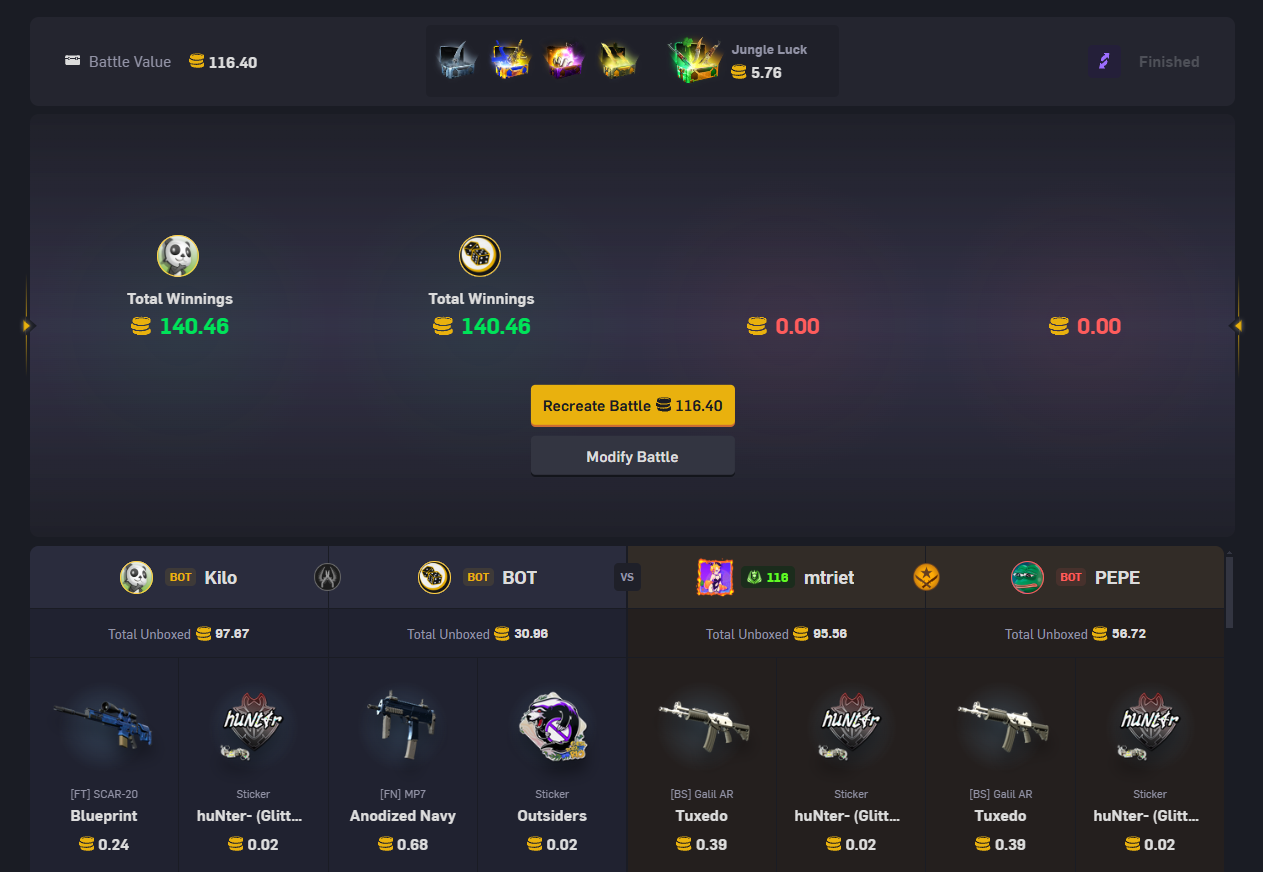 Battle Value 116.40
Jungle Luck
5.76
Finished
Total Winnings
140.46
Total Winnings
140.46
0.00
0.00
Recreate Battle 116.40
Modify Battle
BOT Kilo
BOT BOT
VS
116 mtriet
BOT PEPE
Total Unboxed 97.67
Total Unboxed 30.96
Total Unboxed 95.56
Total Unboxed 56.72
[FT] SCAR-20
Blueprint
0.24
huNt4r
Sticker
huNter- (Glitt...
0.02
[FN] MP7
Anodized Navy
0.68
Sticker
Outsiders
0.02
[BS] Galil AR
Tuxedo
0.39
huNt4r
Sticker
huNter- (Glitt...
0.02
[BS] Galil AR
Tuxedo
0.39
huNt4r
Sticker
huNter- (Glitt...
0.02